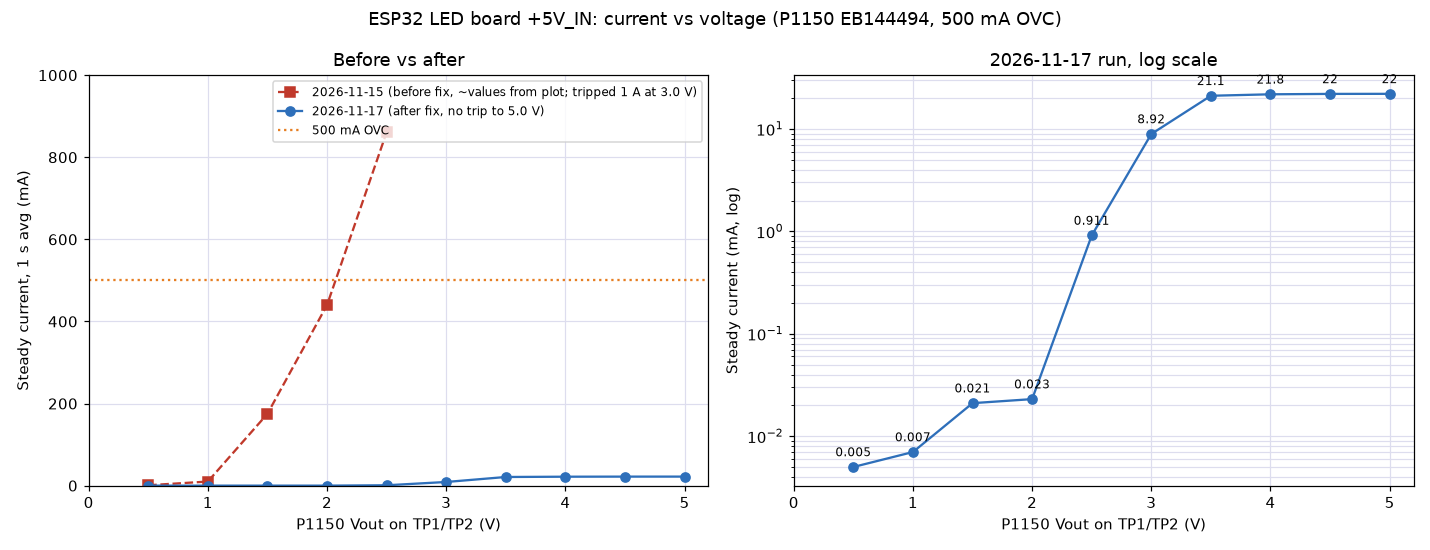 ESP32 LED board +5V_IN: current vs voltage (P1150 EB144494, 500 mA OVC)
Before vs after
1000
800
600
400
200
0
Steady current, 1 s avg (mA)
2026-11-15 (before fix, ~values from plot; tripped 1 A at 3.0 V)
2026-11-17 (after fix, no trip to 5.0 V)
500 mA OVC
0 1 2 3 4 5
P1150 Vout on TP1/TP2 (V)
2026-11-17 run, log scale
10¹
10⁰
10⁻¹
10⁻²
Steady current (mA, log)
0.005
0.007
0.021
0.023
0.911
8.92
21.1
21.8
22
22
0 1 2 3 4 5
P1150 Vout on TP1/TP2 (V)